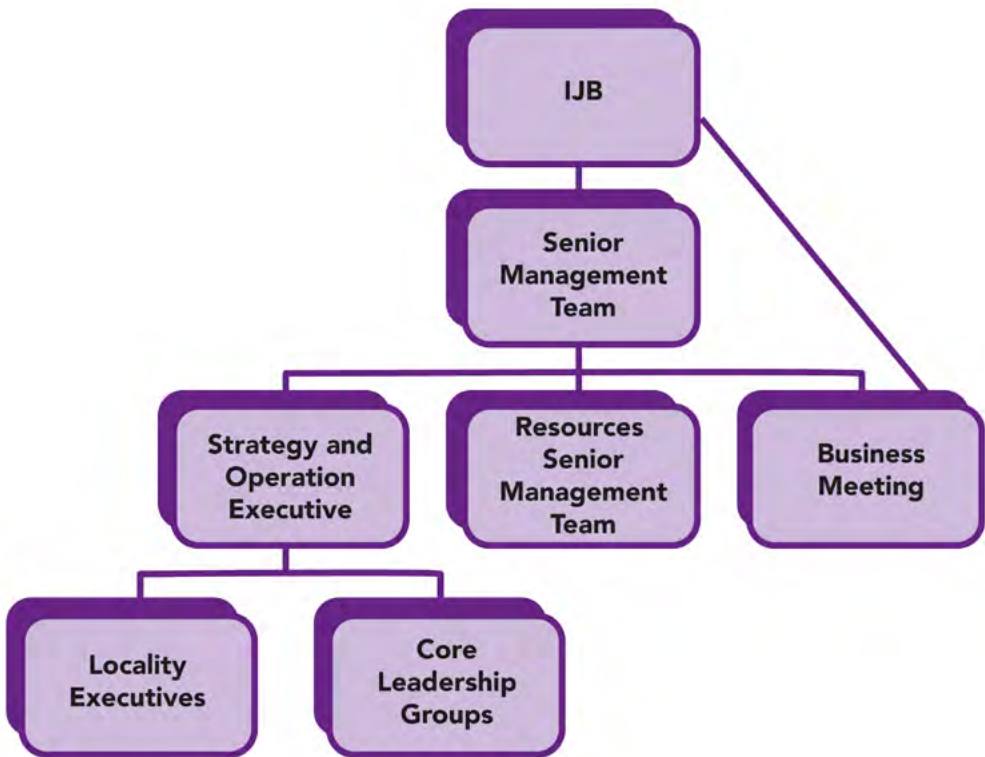 IJB
Senior
Management
Team
Strategy and
Operation
Executive
Resources
Senior
Management
Team
Business
Meeting
Locality
Executives
Core
Leadership
Groups